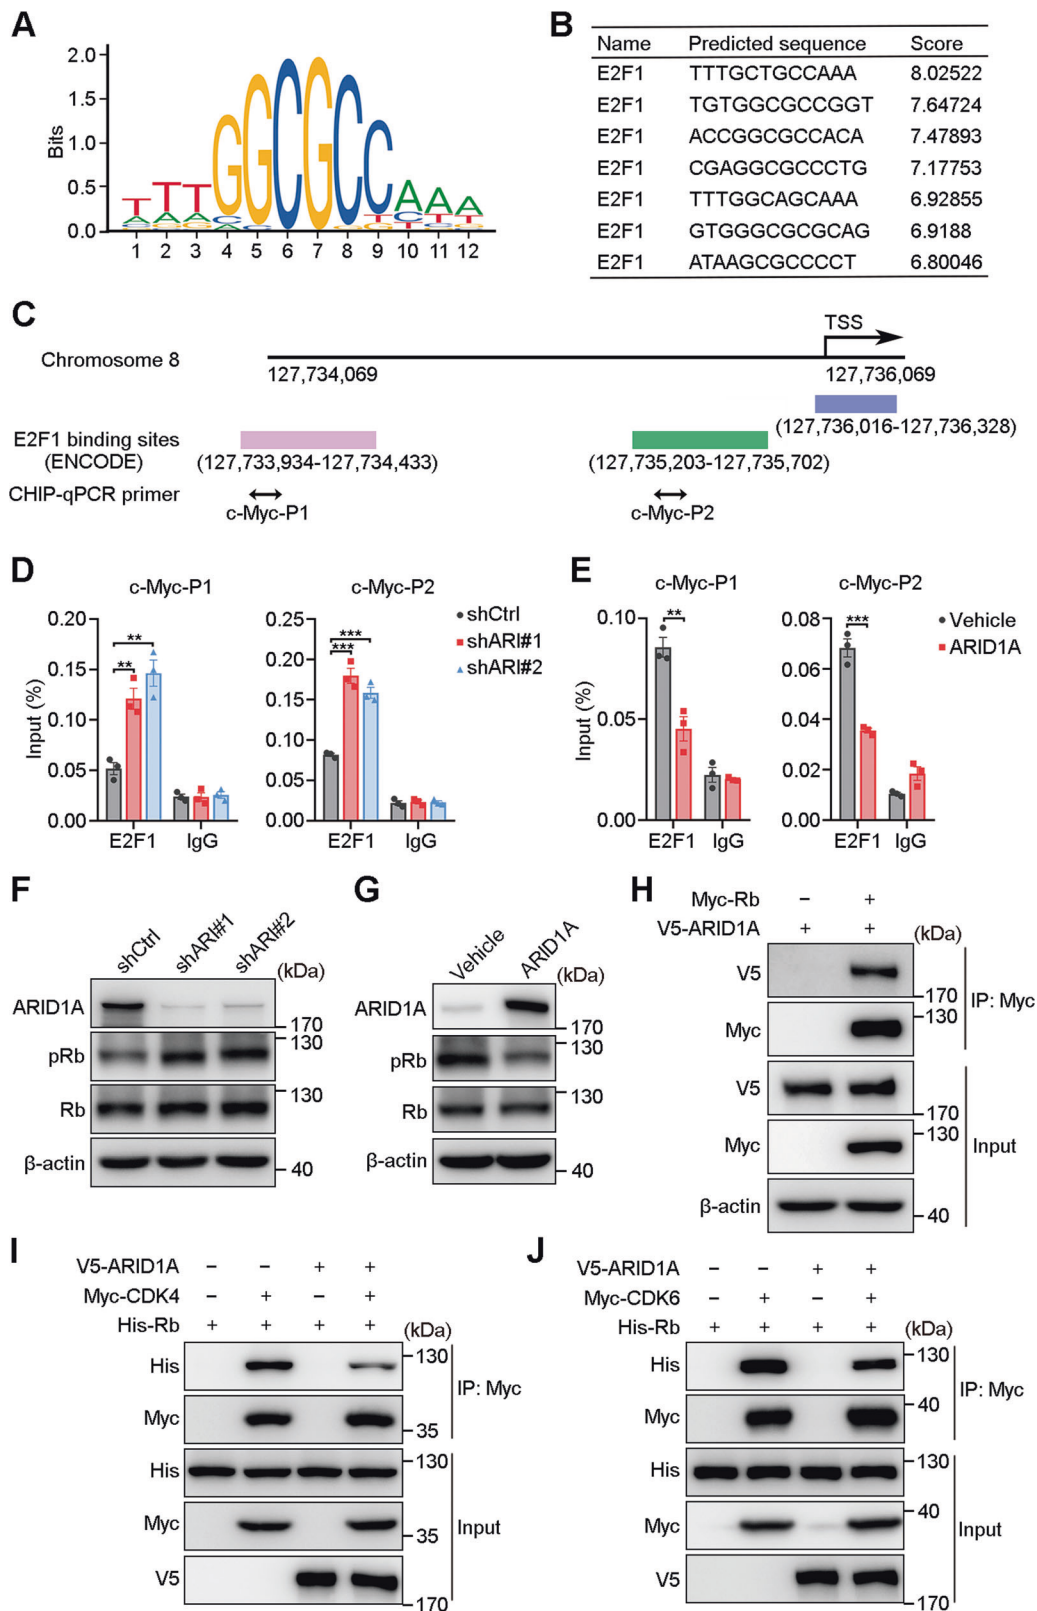 A
Bits
2.0
1.5
1.0
0.5
0.0
1 2 3 4 5 6 7 8 9 10 11 12
T T T G G C G C C A A A
B
Name Predicted sequence Score
E2F1 TTTGCTGCCAAA 8.02522
E2F1 TGTGGCGCCGGT 7.64724
E2F1 ACCGGCGCCACA 7.47893
E2F1 CGAGGCGCCCTG 7.17753
E2F1 TTTGGCAGCAAA 6.92855
E2F1 GTGGGCGCGCAG 6.9188
E2F1 ATAAGCGCCCCT 6.80046
C
TSS
Chromosome 8
127,734,069 127,736,069
(127,736,016-127,736,328)
E2F1 binding sites
(ENCODE)
(127,733,934-127,734,433) (127,735,203-127,735,702)
CHIP-qPCR primer
c-Myc-P1 c-Myc-P2
D
c-Myc-P1
Input (%)
0.20
0.15
0.10
0.05
0.00
** **
E2F1 IgG
c-Myc-P2
0.25
0.20
0.15
0.10
0.05
0.00
*** ***
E2F1 IgG
shCtrl
shARI#1
shARI#2
E
c-Myc-P1
Input (%)
0.10
0.05
0.00
**
E2F1 IgG
c-Myc-P2
0.08
0.06
0.04
0.02
0.00
***
E2F1 IgG
Vehicle
ARID1A
F
shCtrl shARI#1 shARI#2
(kDa)
ARID1A 170
pRb 130
Rb 130
β-actin 40
G
Vehicle ARID1A
(kDa)
ARID1A 170
pRb 130
Rb 130
β-actin 40
H
Myc-Rb – +
V5-ARID1A + + (kDa)
V5 170
Myc 130
IP: Myc
V5 170
Myc 130
β-actin 40
Input
I
V5-ARID1A – – + +
Myc-CDK4 – + – +
His-Rb + + + + (kDa)
His 130
Myc 35
IP: Myc
His 130
Myc 35
V5 170
Input
J
V5-ARID1A – – + +
Myc-CDK6 – + – +
His-Rb + + + + (kDa)
His 130
Myc 40
IP: Myc
His 130
Myc 40
V5 170
Input